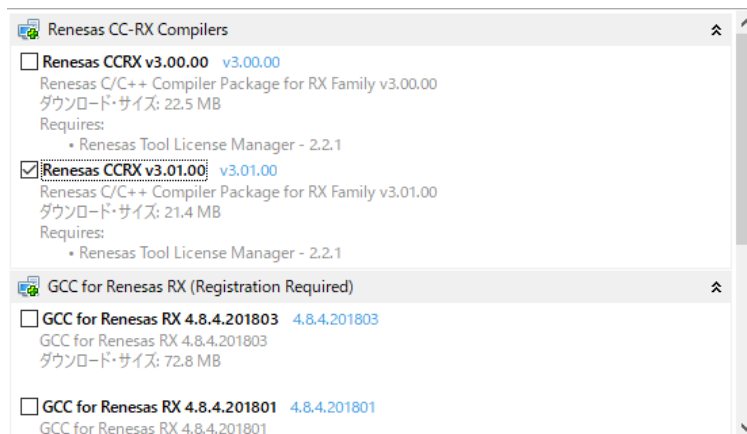 Renesas CC-RX Compilers
Renesas CCRX v3.00.00 v3.00.00
Renesas C/C++ Compiler Package for RX Family v3.00.00
ダウンロード・サイズ: 22.5 MB
Requires:
• Renesas Tool License Manager - 2.2.1
Renesas CCRX v3.01.00 v3.01.00
Renesas C/C++ Compiler Package for RX Family v3.01.00
ダウンロード・サイズ: 21.4 MB
Requires:
• Renesas Tool License Manager - 2.2.1
GCC for Renesas RX (Registration Required)
GCC for Renesas RX 4.8.4.201803 4.8.4.201803
GCC for Renesas RX 4.8.4.201803
ダウンロード・サイズ: 72.8 MB
GCC for Renesas RX 4.8.4.201801 4.8.4.201801
GCC for Renesas RX 4.8.4.201801